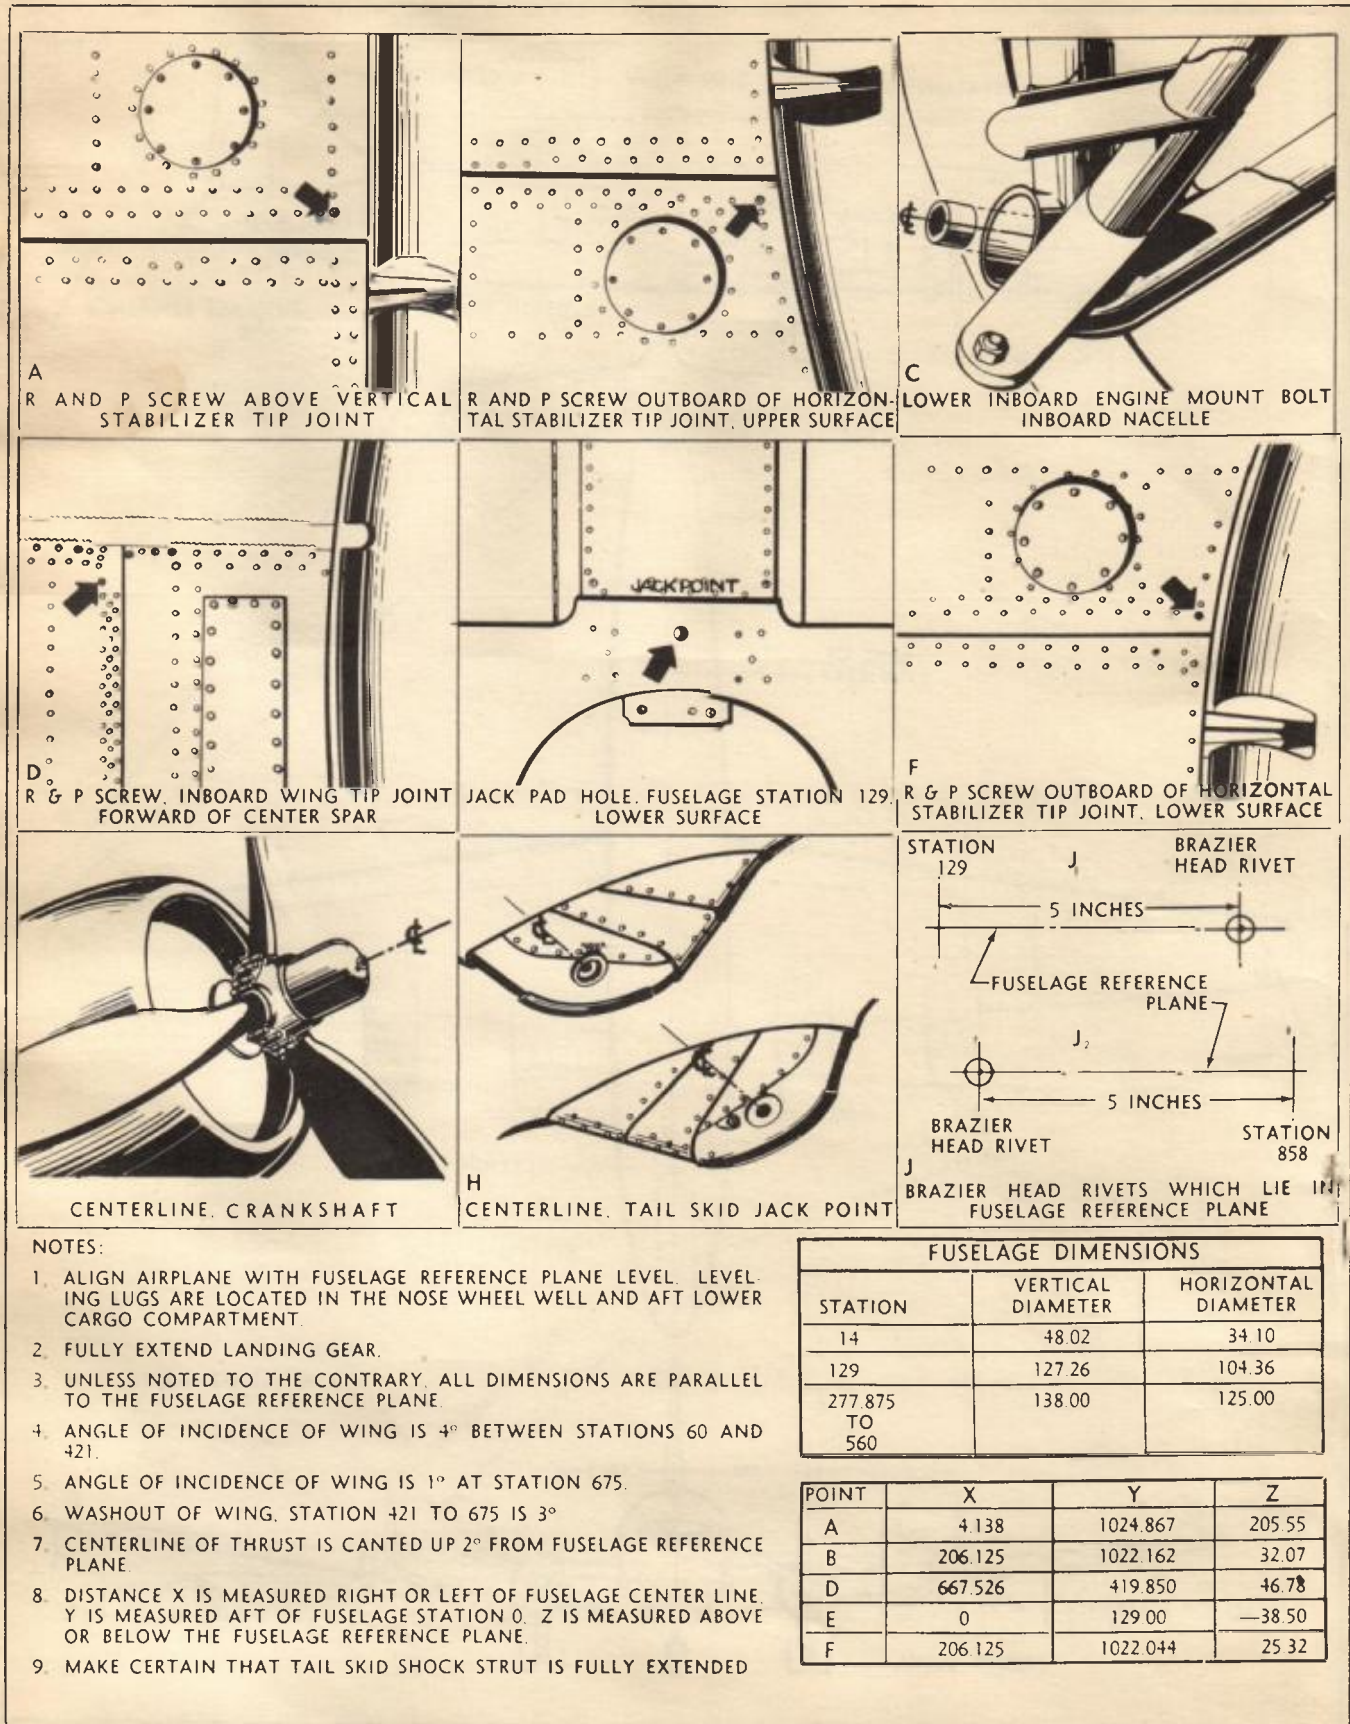 A
R AND P SCREW ABOVE VERTICAL
STABILIZER TIP JOINT
R AND P SCREW OUTBOARD OF HORIZON-
TAL STABILIZER TIP JOINT, UPPER SURFACE
C
LOWER INBOARD ENGINE MOUNT BOLT
INBOARD NACELLE
D
R & P SCREW, INBOARD WING TIP JOINT
FORWARD OF CENTER SPAR
JACK POINT
JACK PAD HOLE, FUSELAGE STATION 129,
LOWER SURFACE
F
R & P SCREW OUTBOARD OF HORIZONTAL
STABILIZER TIP JOINT, LOWER SURFACE
CENTERLINE, CRANKSHAFT
H
CENTERLINE, TAIL SKID JACK POINT
STATION
129
J₁
BRAZIER
HEAD RIVET
5 INCHES
FUSELAGE REFERENCE
PLANE
J₂
5 INCHES
BRAZIER
HEAD RIVET
STATION
858
J
BRAZIER HEAD RIVETS WHICH LIE IN
FUSELAGE REFERENCE PLANE
NOTES:
1. ALIGN AIRPLANE WITH FUSELAGE REFERENCE PLANE LEVEL. LEVEL-
ING LUGS ARE LOCATED IN THE NOSE WHEEL WELL AND AFT LOWER
CARGO COMPARTMENT.
2. FULLY EXTEND LANDING GEAR.
3. UNLESS NOTED TO THE CONTRARY, ALL DIMENSIONS ARE PARALLEL
TO THE FUSELAGE REFERENCE PLANE.
4. ANGLE OF INCIDENCE OF WING IS 4° BETWEEN STATIONS 60 AND
421.
5. ANGLE OF INCIDENCE OF WING IS 1° AT STATION 675.
6. WASHOUT OF WING, STATION 421 TO 675 IS 3°
7. CENTERLINE OF THRUST IS CANTED UP 2° FROM FUSELAGE REFERENCE
PLANE.
8. DISTANCE X IS MEASURED RIGHT OR LEFT OF FUSELAGE CENTER LINE.
Y IS MEASURED AFT OF FUSELAGE STATION 0. Z IS MEASURED ABOVE
OR BELOW THE FUSELAGE REFERENCE PLANE.
9. MAKE CERTAIN THAT TAIL SKID SHOCK STRUT IS FULLY EXTENDED
FUSELAGE DIMENSIONS
STATION VERTICAL DIAMETER HORIZONTAL DIAMETER
14 48.02 34.10
129 127.26 104.36
277.875 TO 560 138.00 125.00
POINT X Y Z
A 4.138 1024.867 205.55
B 206.125 1022.162 32.07
D 667.526 419.850 46.78
E 0 129.00 —38.50
F 206.125 1022.044 25.32